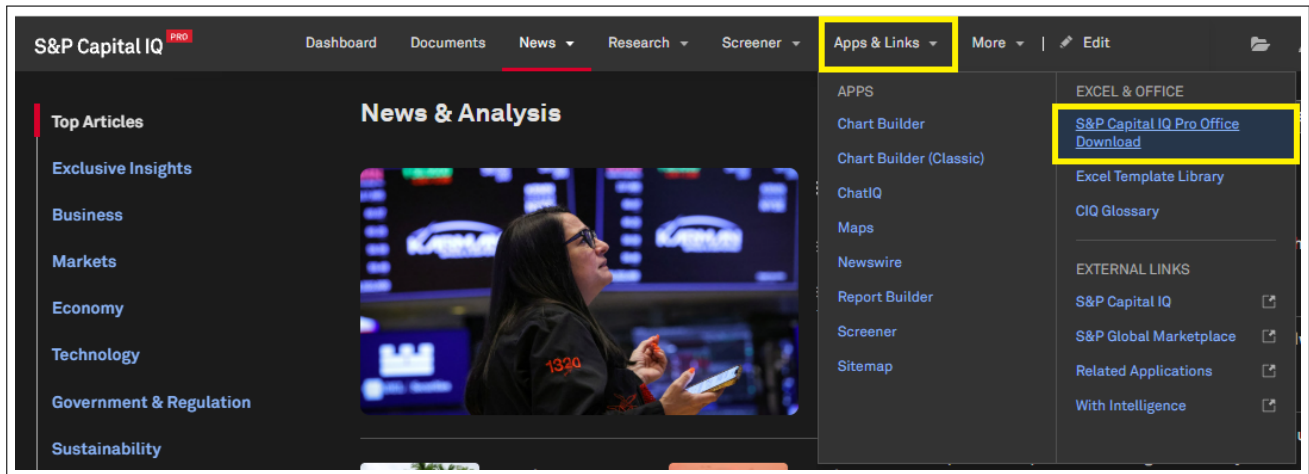 S&P Capital IQ PRO
Dashboard
Documents
News
Research
Screener
Apps & Links
More
|
Edit
Top Articles
Exclusive Insights
Business
Markets
Economy
Technology
Government & Regulation
Sustainability
News & Analysis
1320
APPS
Chart Builder
Chart Builder (Classic)
ChatIQ
Maps
Newswire
Report Builder
Screener
Sitemap
EXCEL & OFFICE
S&P Capital IQ Pro Office
Download
Excel Template Library
CIQ Glossary
EXTERNAL LINKS
S&P Capital IQ
S&P Global Marketplace
Related Applications
With Intelligence